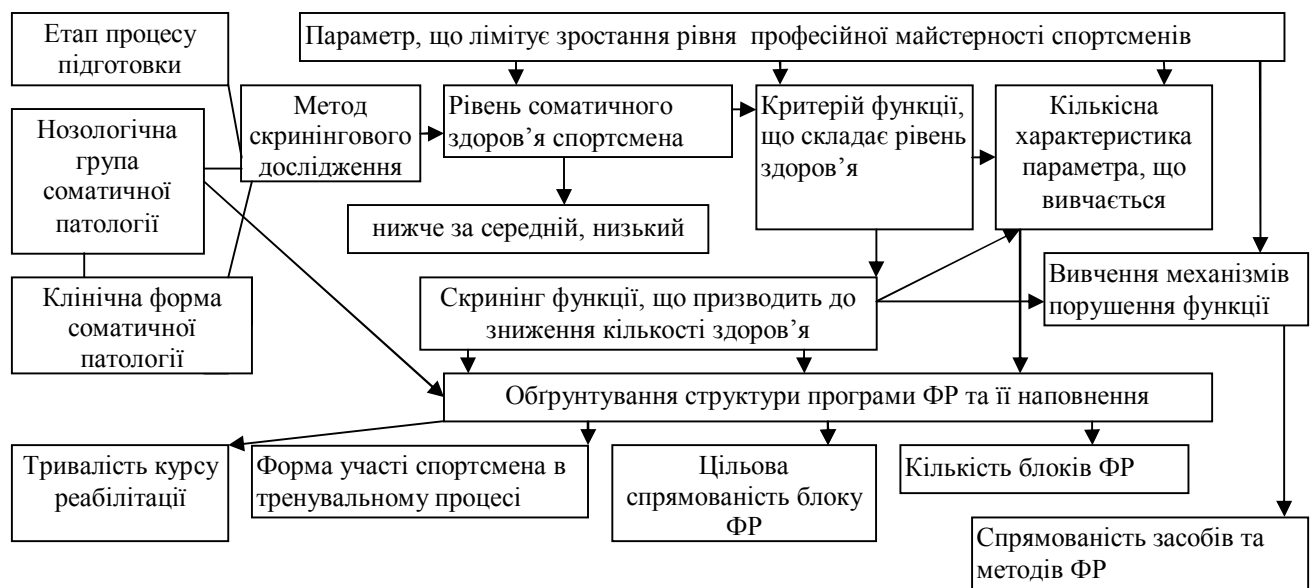 Етап процесу
підготовки
Параметр, що лімітує зростання рівня професійної майстерності спортсменів
Нозологічна
група
соматичної
патології
Метод
скринінгового
дослідження
Рівень соматичного
здоров’я спортсмена
Критерій функції,
що складає рівень
здоров’я
Кількісна
характеристика
параметра, що
вивчається
нижче за середній, низький
Клінічна форма
соматичної
патології
Скринінг функції, що призводить до
зниження кількості здоров’я
Вивчення механізмів
порушення функції
Обґрунтування структури програми ФР та її наповнення
Тривалість курсу
реабілітації
Форма участі спортсмена в
тренувальному процесі
Цільова
спрямованість блоку
ФР
Кількість блоків ФР
Спрямованість засобів та
методів ФР